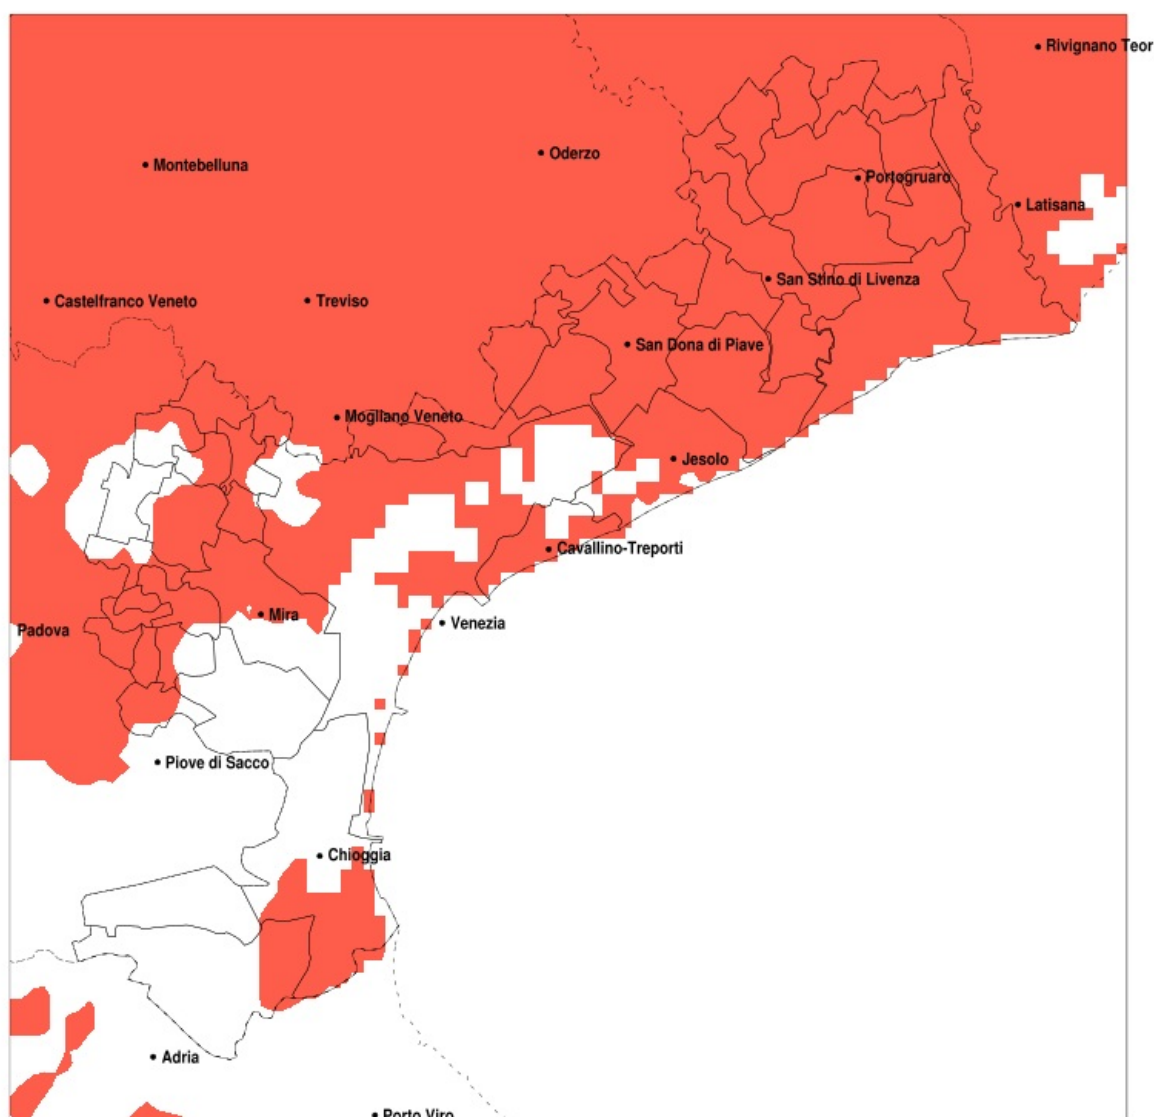 Rivignano Teor
Oderzo
Montebelluna
Portogruaro
Latisana
San Stino di Livenza
Castelfranco Veneto
Treviso
San Dona di Piave
Mogliano Veneto
Jesolo
Cavallino-Treporti
Mira
Venezia
Padova
Piove di Sacco
Chioggia
Adria
Porto Viro